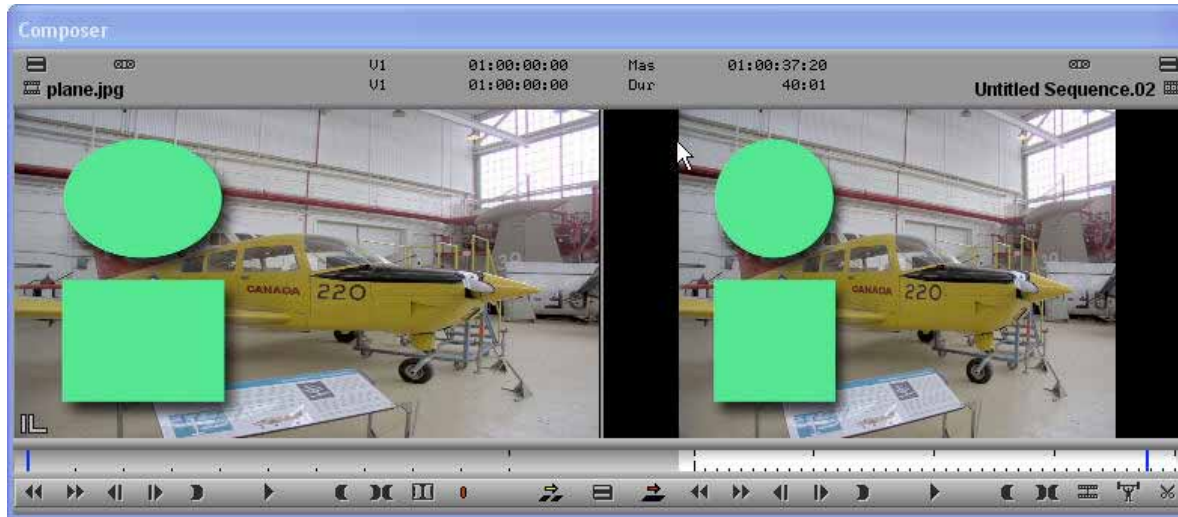 Composer
V1 01:00:00:00 Mas 01:00:37:20
plane.jpg V1 01:00:00:00 Dur 40:01 Untitled Sequence.02
CANADA 220
CANADA 220